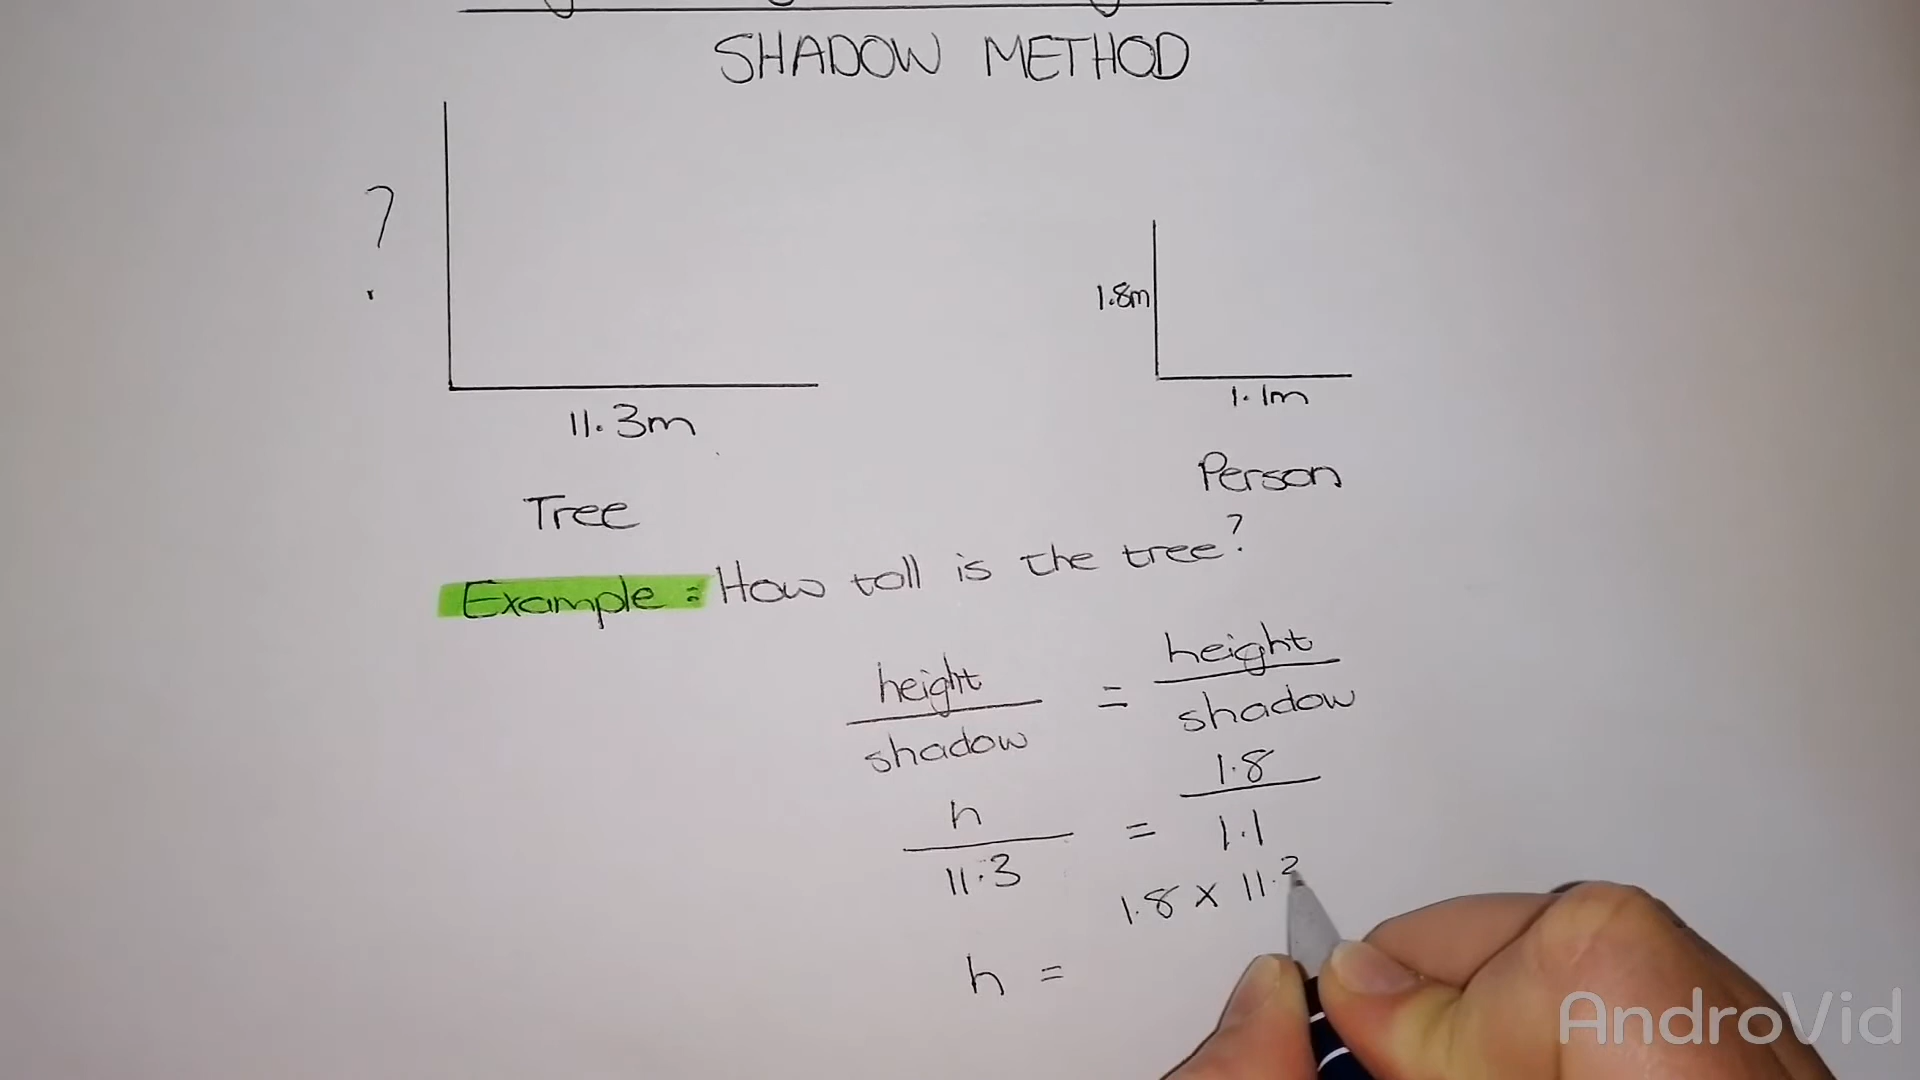 SHADOW METHOD
?
1.8m
11.3m
1.1m
Tree
Person
Example: How tall is the tree?
height = height
shadow shadow
h = 1.8
11.3 1.1
1.8 x 11.3
h =
AndroVid